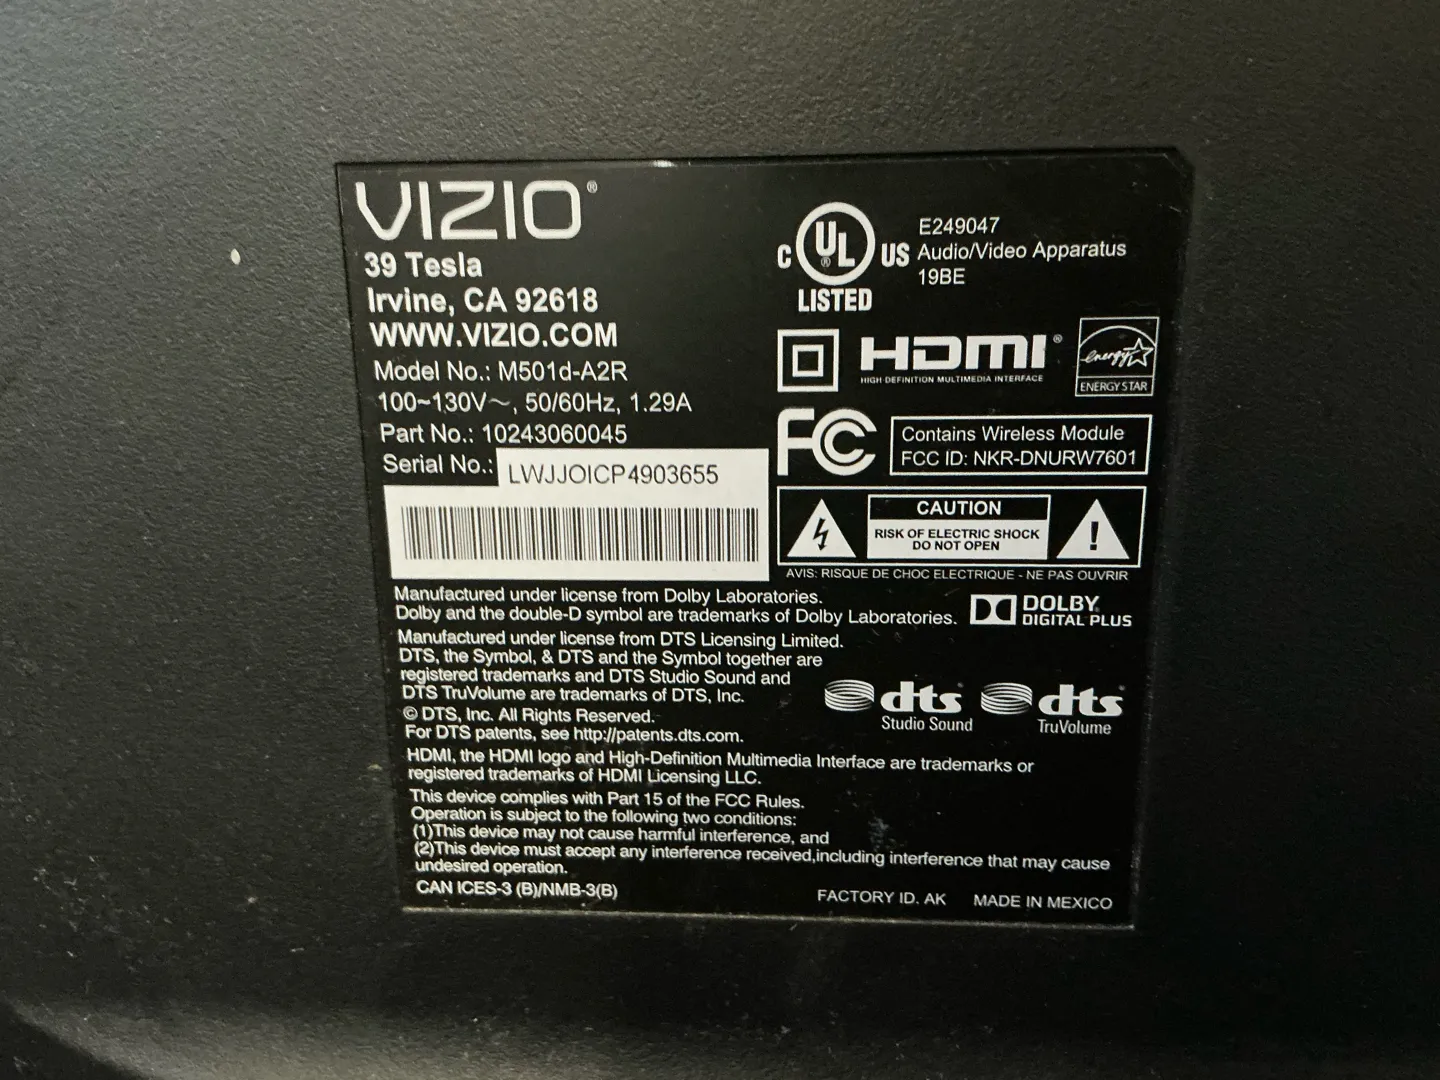 VIZIO®
39 Tesla
Irvine, CA 92618
WWW.VIZIO.COM
Model No.: M501d-A2R
100~130V~, 50/60Hz, 1.29A
Part No.: 10243060045
Serial No.: LWJJOICP4903655
C UL® US
LISTED
E249047
Audio/Video Apparatus
19BE
HDMI®
HIGH DEFINITION MULTIMEDIA INTERFACE
energy
ENERGY STAR
FC
Contains Wireless Module
FCC ID: NKR-DNURW7601
CAUTION
RISK OF ELECTRIC SHOCK
DO NOT OPEN
AVIS: RISQUE DE CHOC ELECTRIQUE - NE PAS OUVRIR
Manufactured under license from Dolby Laboratories.
Dolby and the double-D symbol are trademarks of Dolby Laboratories.
DOLBY
DIGITAL PLUS
Manufactured under license from DTS Licensing Limited.
DTS, the Symbol, & DTS and the Symbol together are
registered trademarks and DTS Studio Sound and
DTS TruVolume are trademarks of DTS, Inc.
© DTS, Inc. All Rights Reserved.
For DTS patents, see http://patents.dts.com.
dts
Studio Sound
dts
TruVolume
HDMI, the HDMI logo and High-Definition Multimedia Interface are trademarks or
registered trademarks of HDMI Licensing LLC.
This device complies with Part 15 of the FCC Rules.
Operation is subject to the following two conditions:
(1)This device may not cause harmful interference, and
(2)This device must accept any interference received,including interference that may cause
undesired operation.
CAN ICES-3 (B)/NMB-3(B)
FACTORY ID. AK
MADE IN MEXICO